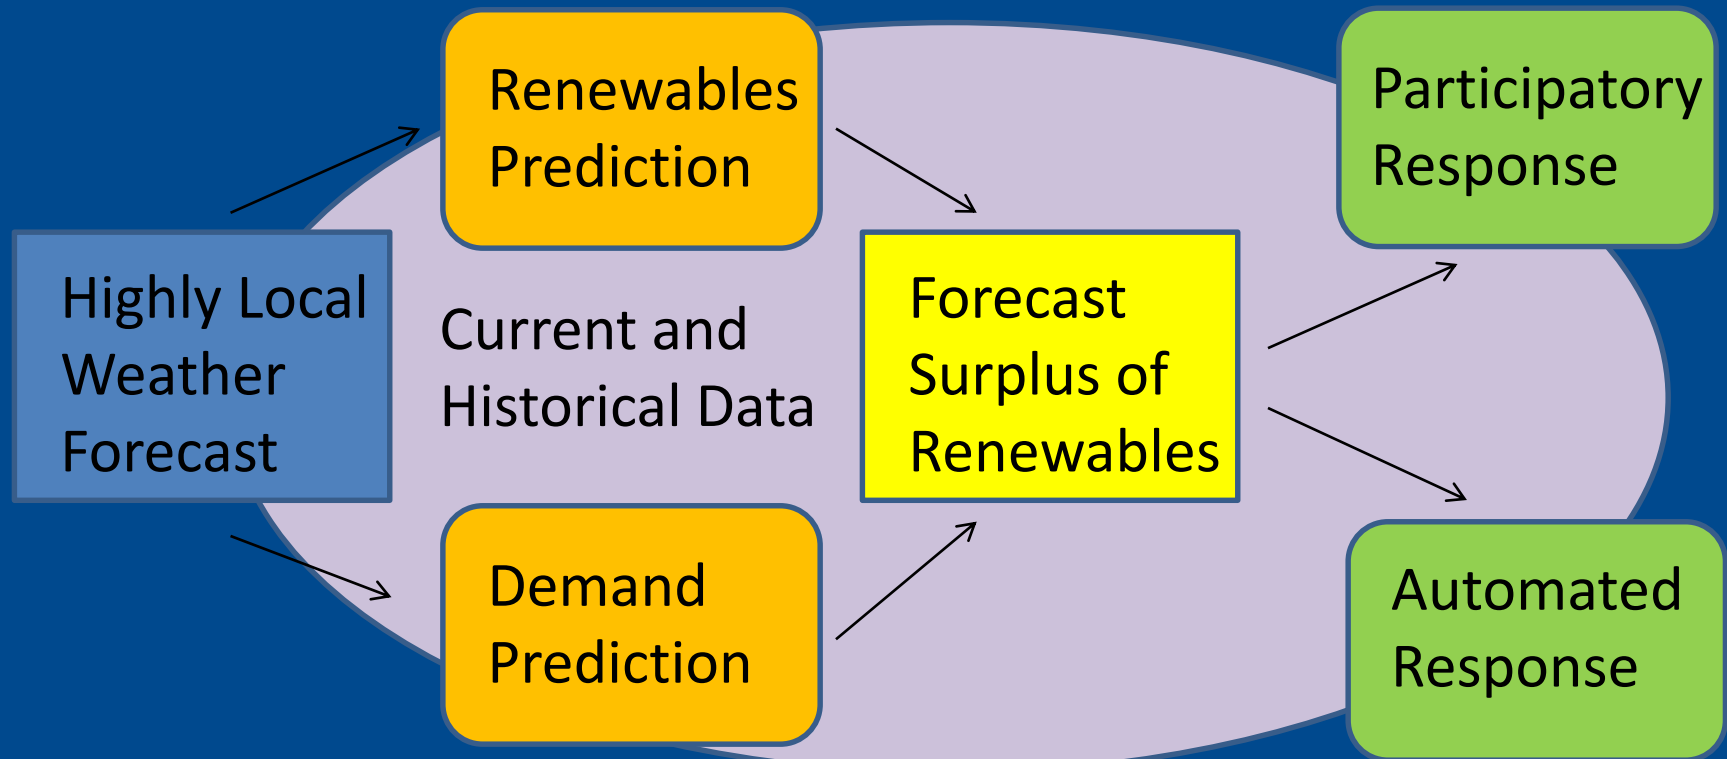 Renewables
Prediction
Participatory
Response
Highly Local
Weather
Forecast
Current and
Historical Data
Forecast
Surplus of
Renewables
Demand
Prediction
Automated
Response